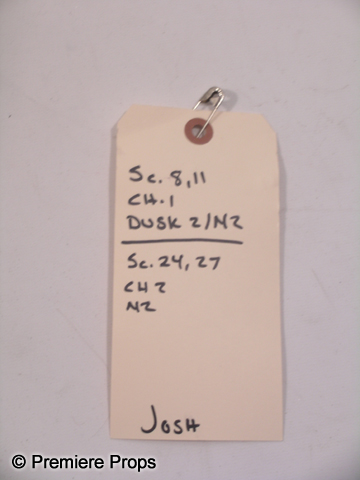 Sc. 8, 11
CH. 1
DUSK 2/N2
Sc. 24, 27
CH 2
N2
JOSH
© Premiere Props